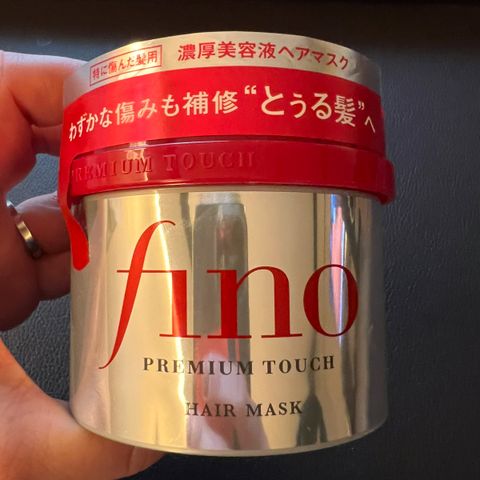 特に傷んだ髪用 濃厚美容液ヘアマスク
わずかな傷みも補修“とぅる髪”へ
PREMIUM TOUCH
fino
PREMIUM TOUCH
HAIR MASK